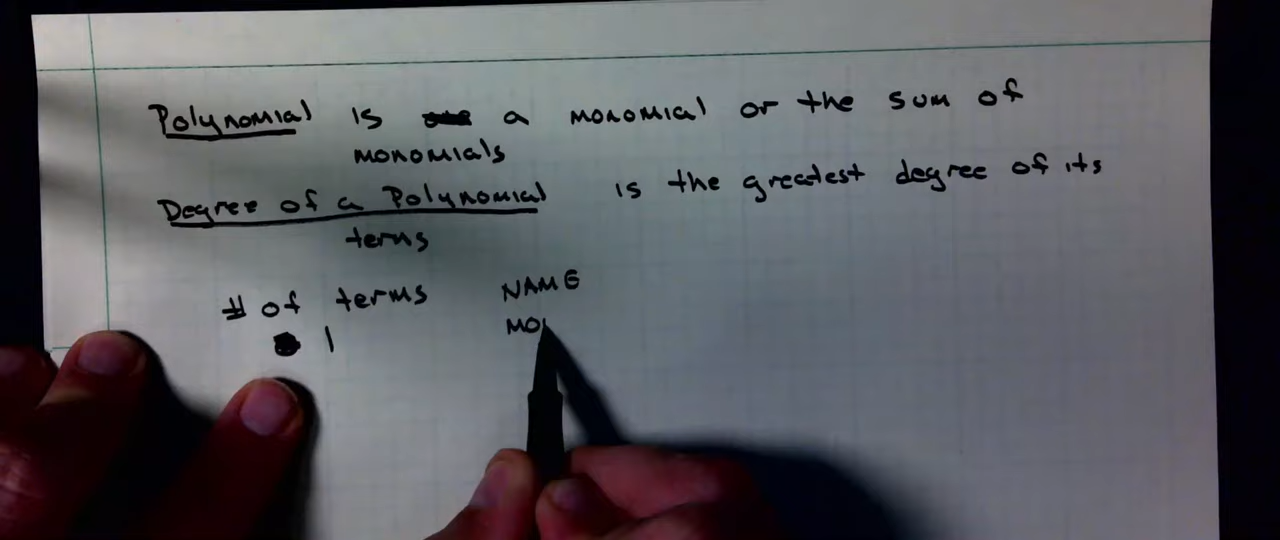 Polynomial is a monomial or the sum of
monomials
Degree of a Polynomial is the greatest degree of its
terms
# of terms NAME
1 MO